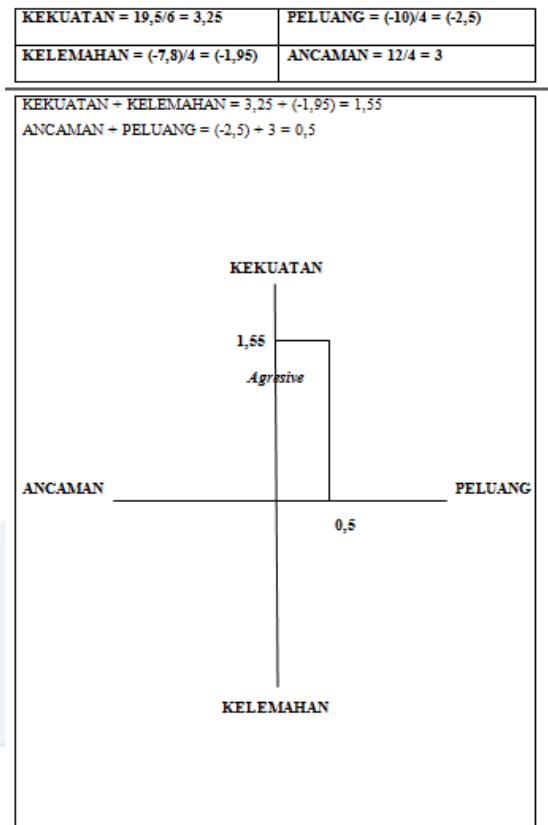 KEKUATAN = 19,5/6 = 3,25
PELUANG = (-10)/4 = (-2,5)
KELEMAHAN = (-7,8)/4 = (-1,95)
ANCAMAN = 12/4 = 3
KEKUATAN + KELEMAHAN = 3,25 + (-1,95) = 1,55
ANCAMAN + PELUANG = (-2,5) + 3 = 0,5
KEKUATAN
1,55
Agresive
ANCAMAN
PELUANG
0,5
KELEMAHAN